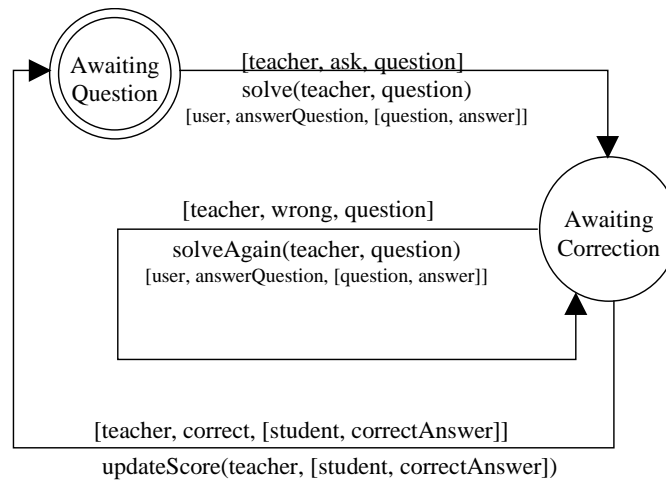 Awaiting
Question
[teacher, ask, question]
solve(teacher, question)
[user, answerQuestion, [question, answer]]
[teacher, wrong, question]
solveAgain(teacher, question)
[user, answerQuestion, [question, answer]]
Awaiting
Correction
[teacher, correct, [student, correctAnswer]]
updateScore(teacher, [student, correctAnswer])